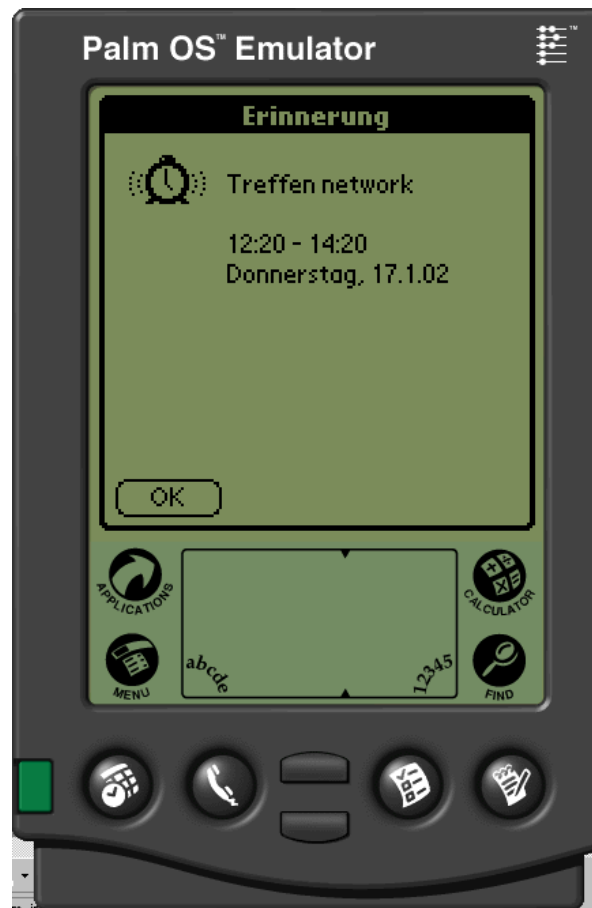 Palm OS™ Emulator
™
Erinnerung
Treffen network
12:20 - 14:20
Donnerstag, 17.1.02
OK
APPLICATIONS
CALCULATOR
MENU
abcde
12345
FIND